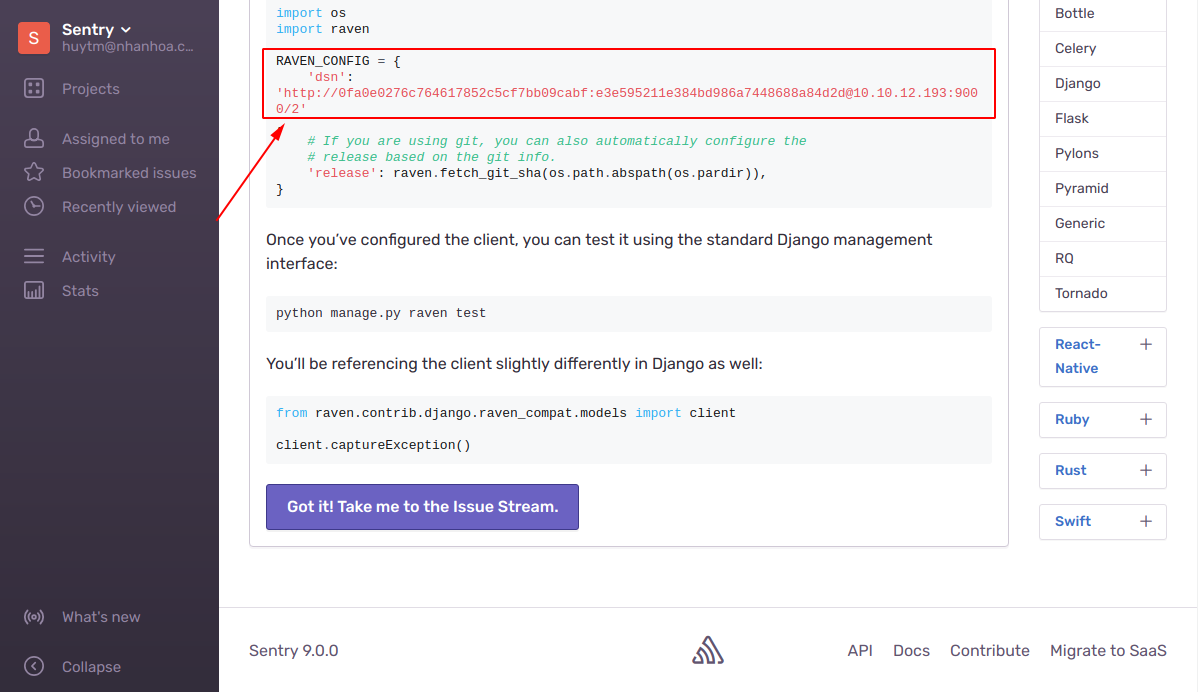 S
Sentry
huytm@nhanhoa.c...
Projects
Assigned to me
Bookmarked issues
Recently viewed
Activity
Stats
What's new
Collapse
import os
import raven
RAVEN_CONFIG = {
'dsn':
'http://0fa0e0276c764617852c5cf7bb09cabf:e3e595211e384bd986a7448688a84d2d@10.10.12.193:900
0/2'
# If you are using git, you can also automatically configure the
# release based on the git info.
'release': raven.fetch_git_sha(os.path.abspath(os.pardir)),
}
Once you’ve configured the client, you can test it using the standard Django management
interface:
python manage.py raven test
You’ll be referencing the client slightly differently in Django as well:
from raven.contrib.django.raven_compat.models import client
client.captureException()
Got it! Take me to the Issue Stream.
Bottle
Celery
Django
Flask
Pylons
Pyramid
Generic
RQ
Tornado
React-
Native
+
Ruby +
Rust +
Swift +
Sentry 9.0.0
API Docs Contribute Migrate to SaaS